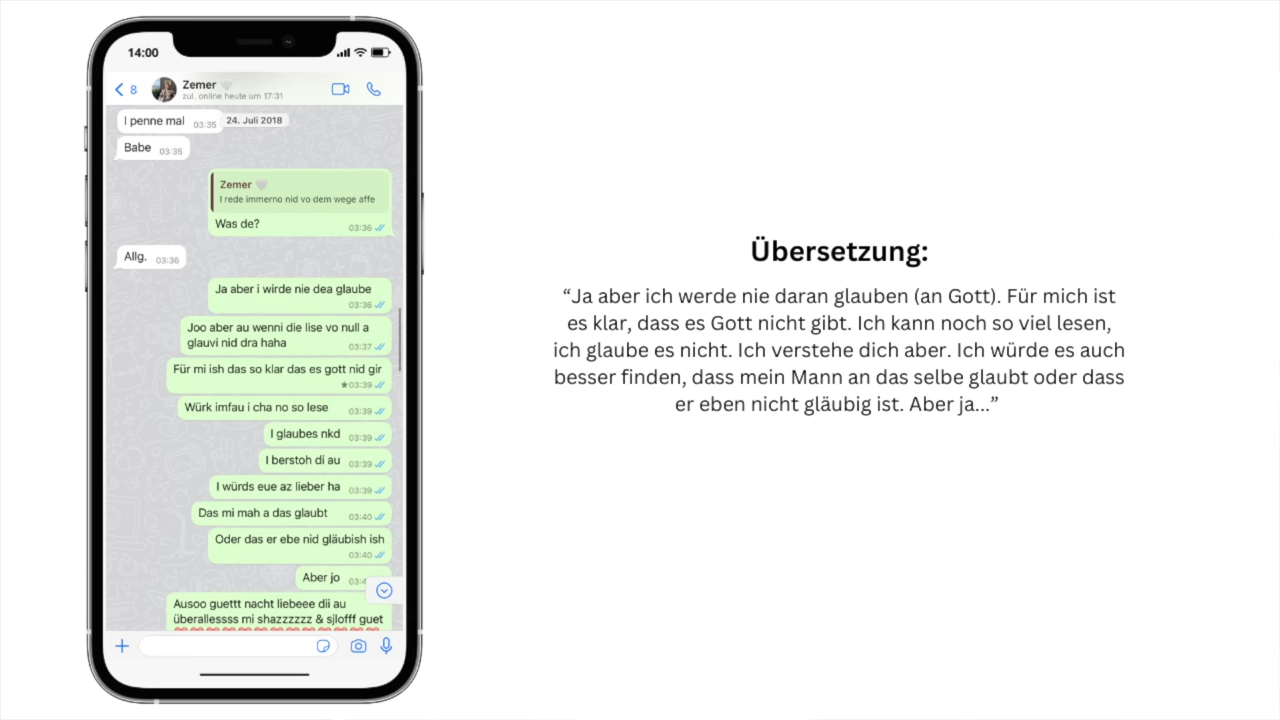 14:00
8
Zemer
zul. online heute um 17:31
I penne mal 03:35
24. Juli 2018
Babe 03:35
Zemer
I rede immerno nid vo dem wege affe
Was de? 03:36
Allg. 03:36
Ja aber i wirde nie dea glaube
03:36
Joo aber au wenni die lise vo null a
glauvi nid dra haha 03:37
Für mi ish das so klar das es gott nid gir
★03:39
Würk imfau i cha no so lese 03:39
I glaubes nkd 03:39
I berstoh di au 03:39
I würds eue az lieber ha 03:39
Das mi mah a das glaubt 03:40
Oder das er ebe nid gläubish ish
03:40
Aber jo
Ausoo guettt nacht liebeee dii au
überallessss mi shazzzzzz & sjlofff guet
Übersetzung:
“Ja aber ich werde nie daran glauben (an Gott). Für mich ist
es klar, dass es Gott nicht gibt. Ich kann noch so viel lesen,
ich glaube es nicht. Ich verstehe dich aber. Ich würde es auch
besser finden, dass mein Mann an das selbe glaubt oder dass
er eben nicht gläubig ist. Aber ja...”